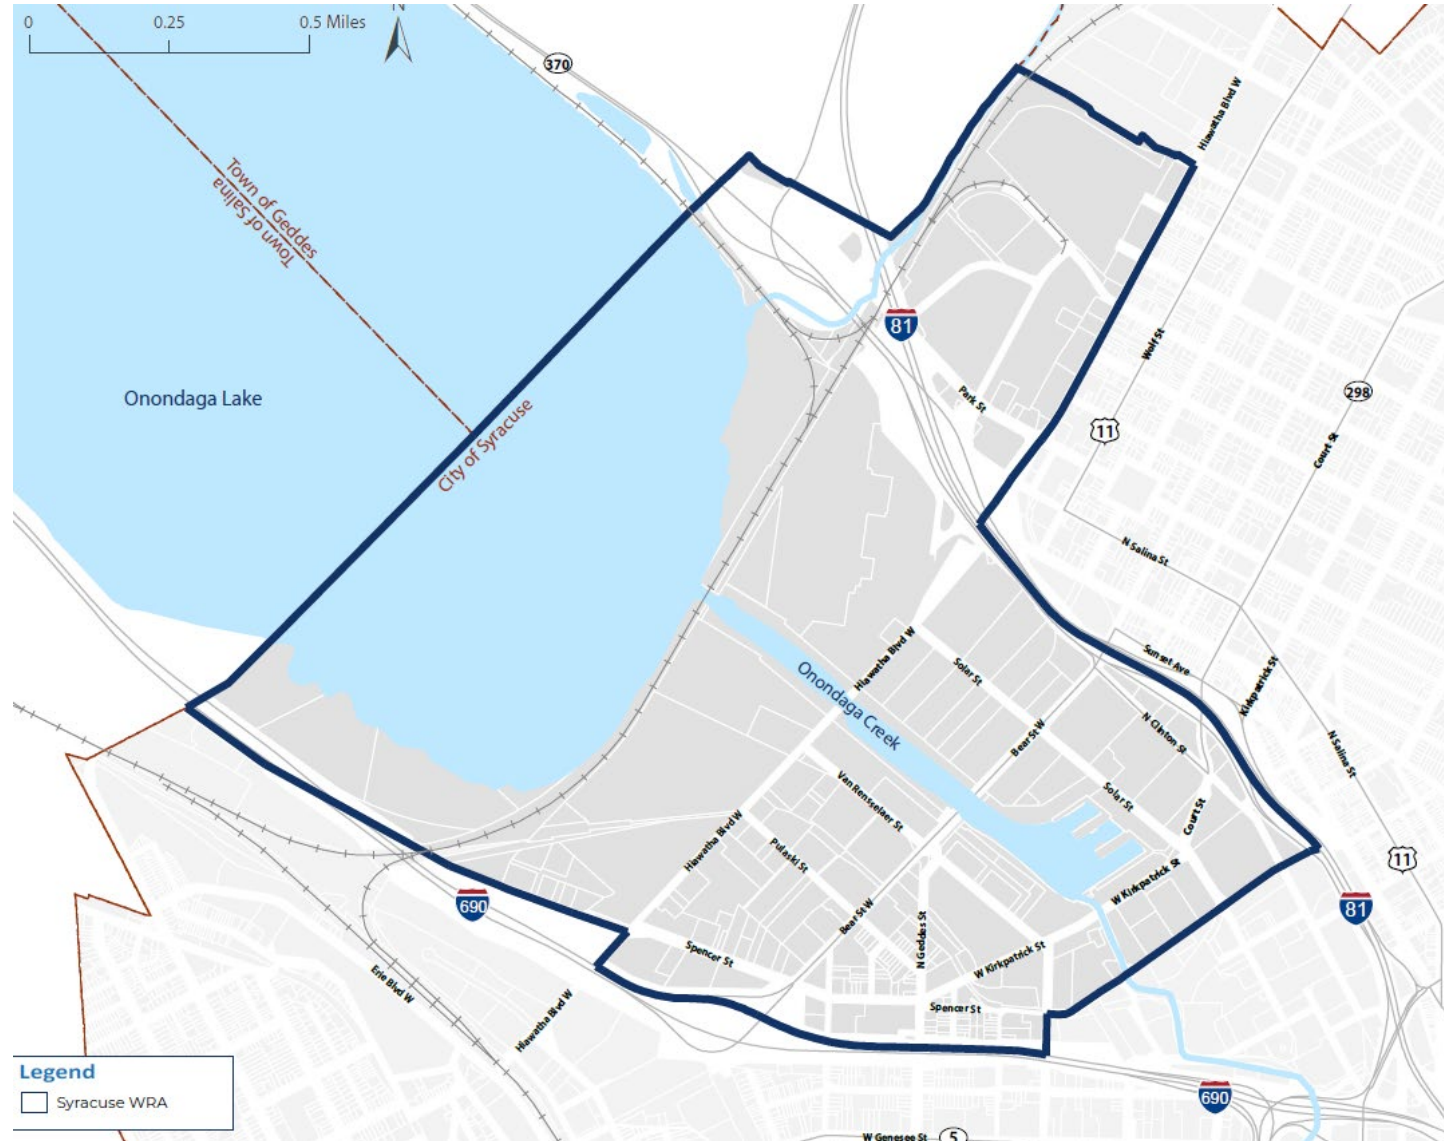 N
0 0.25 0.5 Miles
370
Hiawatha Blvd W
Town of Geddes
Town of Salina
81
Wolf St
Onondaga Lake
Park St
298
City of Syracuse
11
Court St
N Salina St
Hiawatha Blvd W
Solar St
Sunset Ave
Onondaga Creek
Kirkpatrick St
Bear St W
N Clinton St
N Salina St
Van Rensselaer St
Solar St
Court St
Hiawatha Blvd W
Pulaski St
11
W Kirkpatrick St
690
Bear St W
81
N Geddes St
Spencer St
W Kirkpatrick St
Erie Blvd W
Spencer St
Hiawatha Blvd W
Legend
Syracuse WRA
690
W Genesee St 5